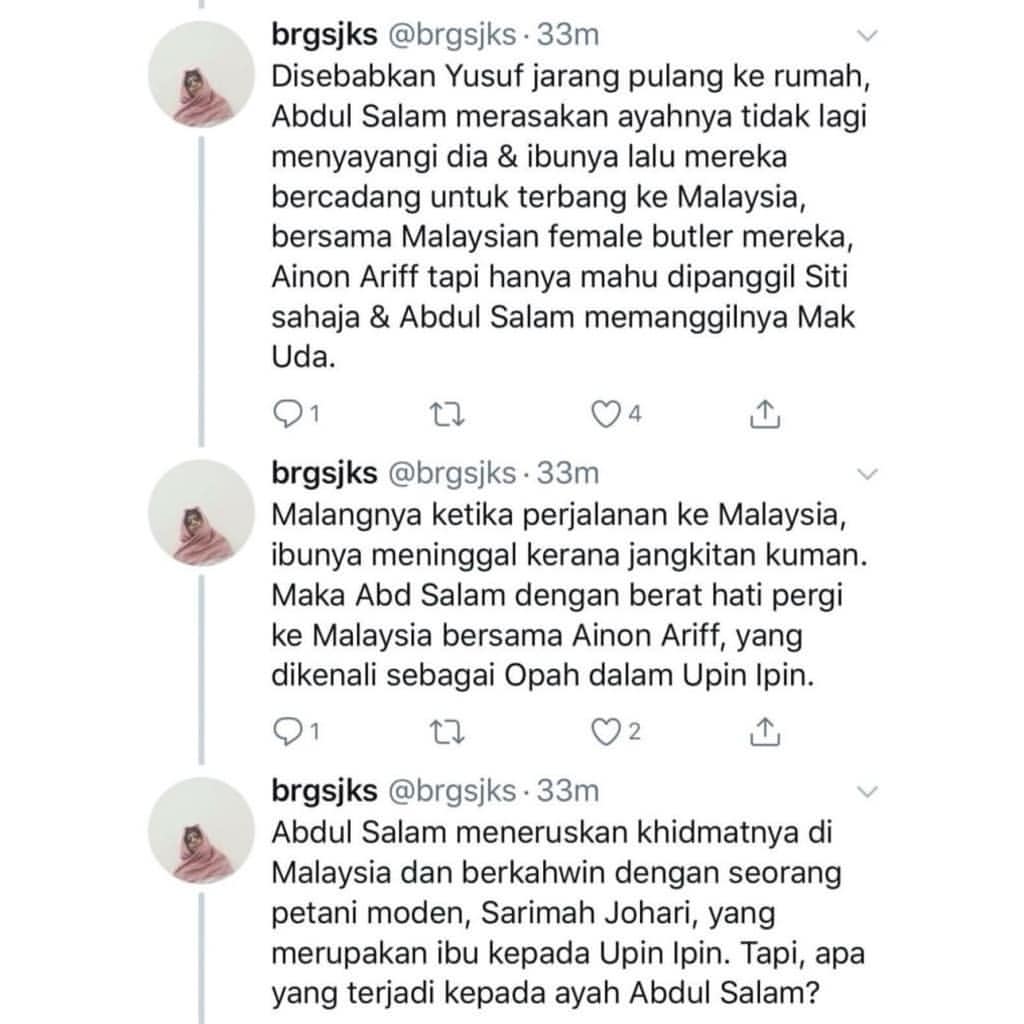 brgsjks @brgsjks · 33m
Disebabkan Yusuf jarang pulang ke rumah,
Abdul Salam merasakan ayahnya tidak lagi
menyayangi dia & ibunya lalu mereka
bercadang untuk terbang ke Malaysia,
bersama Malaysian female butler mereka,
Ainon Ariff tapi hanya mahu dipanggil Siti
sahaja & Abdul Salam memanggilnya Mak
Uda.
1 4
brgsjks @brgsjks · 33m
Malangnya ketika perjalanan ke Malaysia,
ibunya meninggal kerana jangkitan kuman.
Maka Abd Salam dengan berat hati pergi
ke Malaysia bersama Ainon Ariff, yang
dikenali sebagai Opah dalam Upin Ipin.
1 2
brgsjks @brgsjks · 33m
Abdul Salam meneruskan khidmatnya di
Malaysia dan berkahwin dengan seorang
petani moden, Sarimah Johari, yang
merupakan ibu kepada Upin Ipin. Tapi, apa
yang terjadi kepada ayah Abdul Salam?